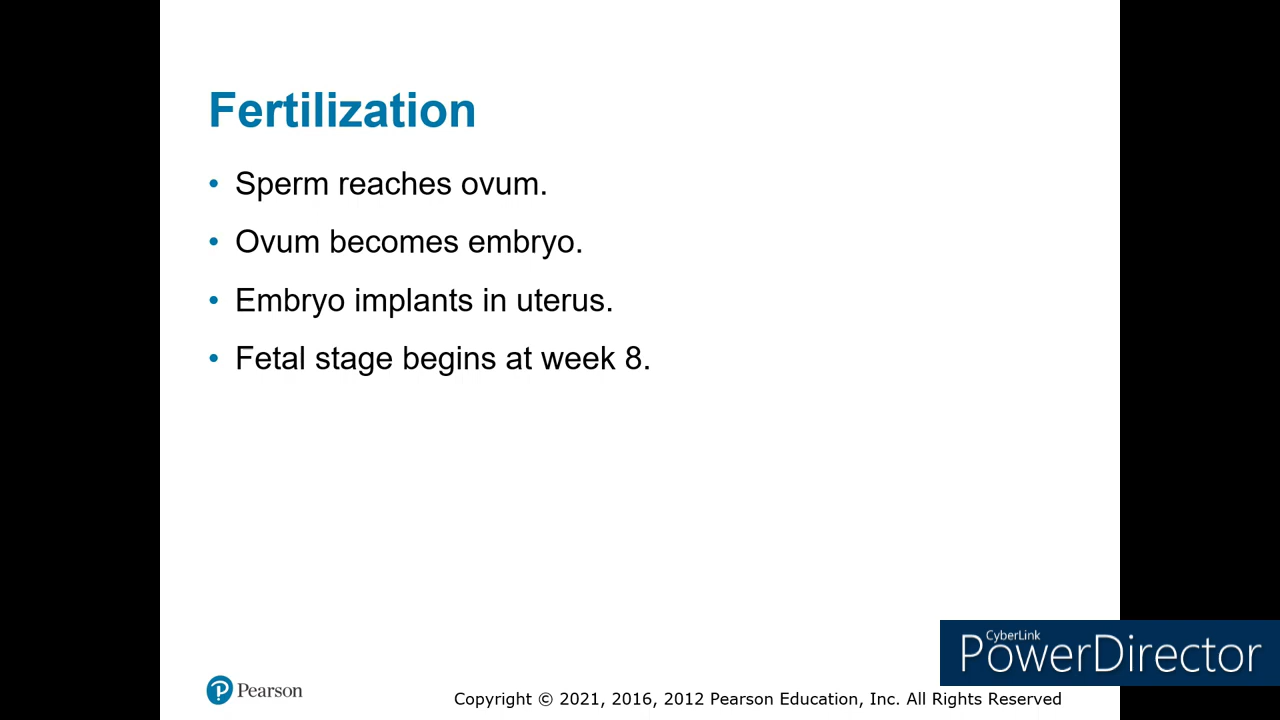 Fertilization
• Sperm reaches ovum.
• Ovum becomes embryo.
• Embryo implants in uterus.
• Fetal stage begins at week 8.
CyberLink
PowerDirector
P Pearson
Copyright © 2021, 2016, 2012 Pearson Education, Inc. All Rights Reserved